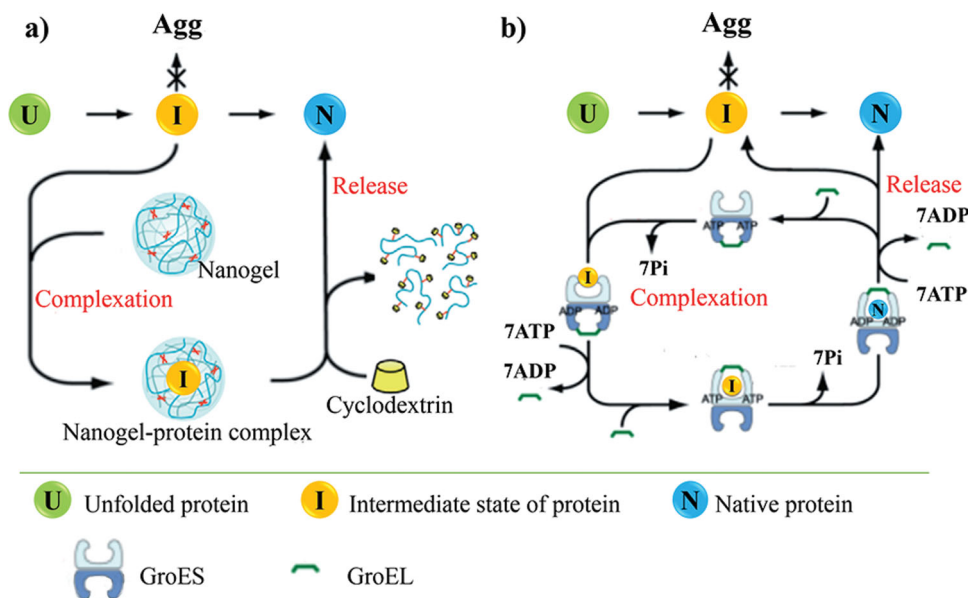 a)
Agg
U
I
N
Release
Nanogel
Complexation
I
Nanogel-protein complex
Cyclodextrin
b)
Agg
U
I
N
Release
7ADP
ATP ATP
7Pi
7ATP
I
Complexation
N
ADP ADP
ADP ADP
7ATP
7ADP
7Pi
I
ATP ATP
U Unfolded protein
I Intermediate state of protein
N Native protein
GroES
GroEL